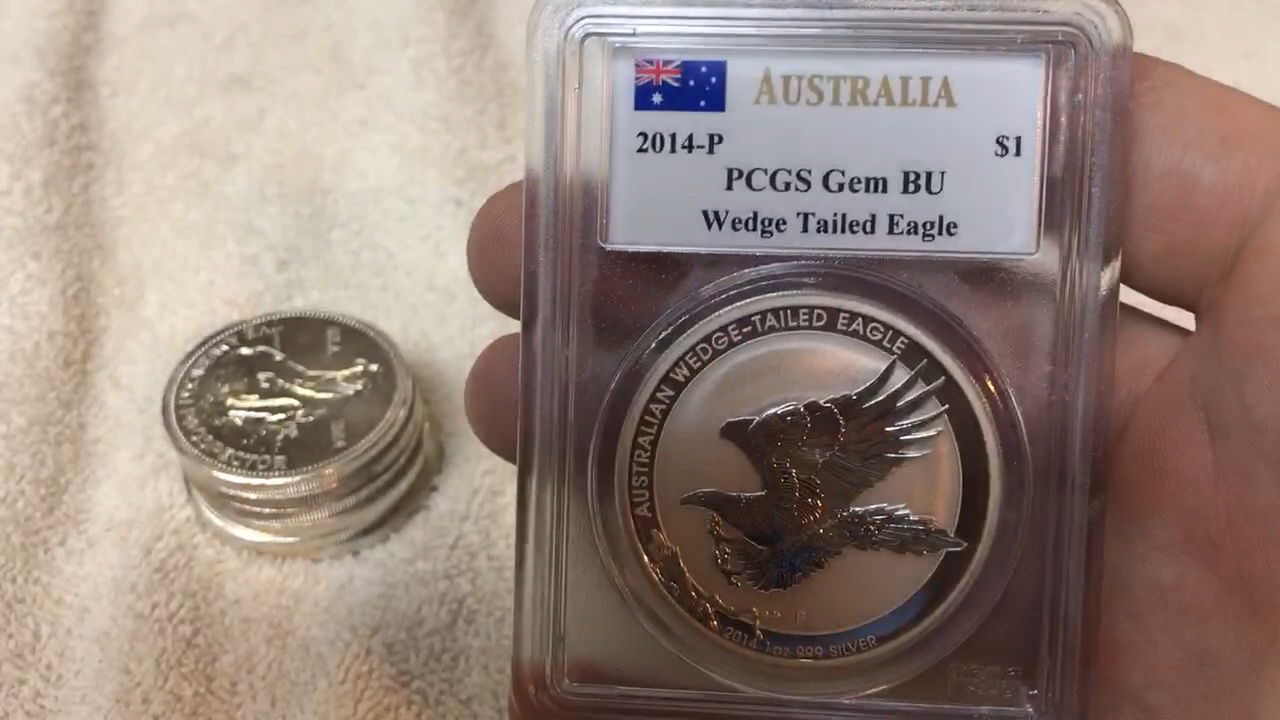 AUSTRALIA
2014-P $1
PCGS Gem BU
Wedge Tailed Eagle
AUSTRALIAN WEDGE-TAILED EAGLE
P
2014 1oz 999 SILVER